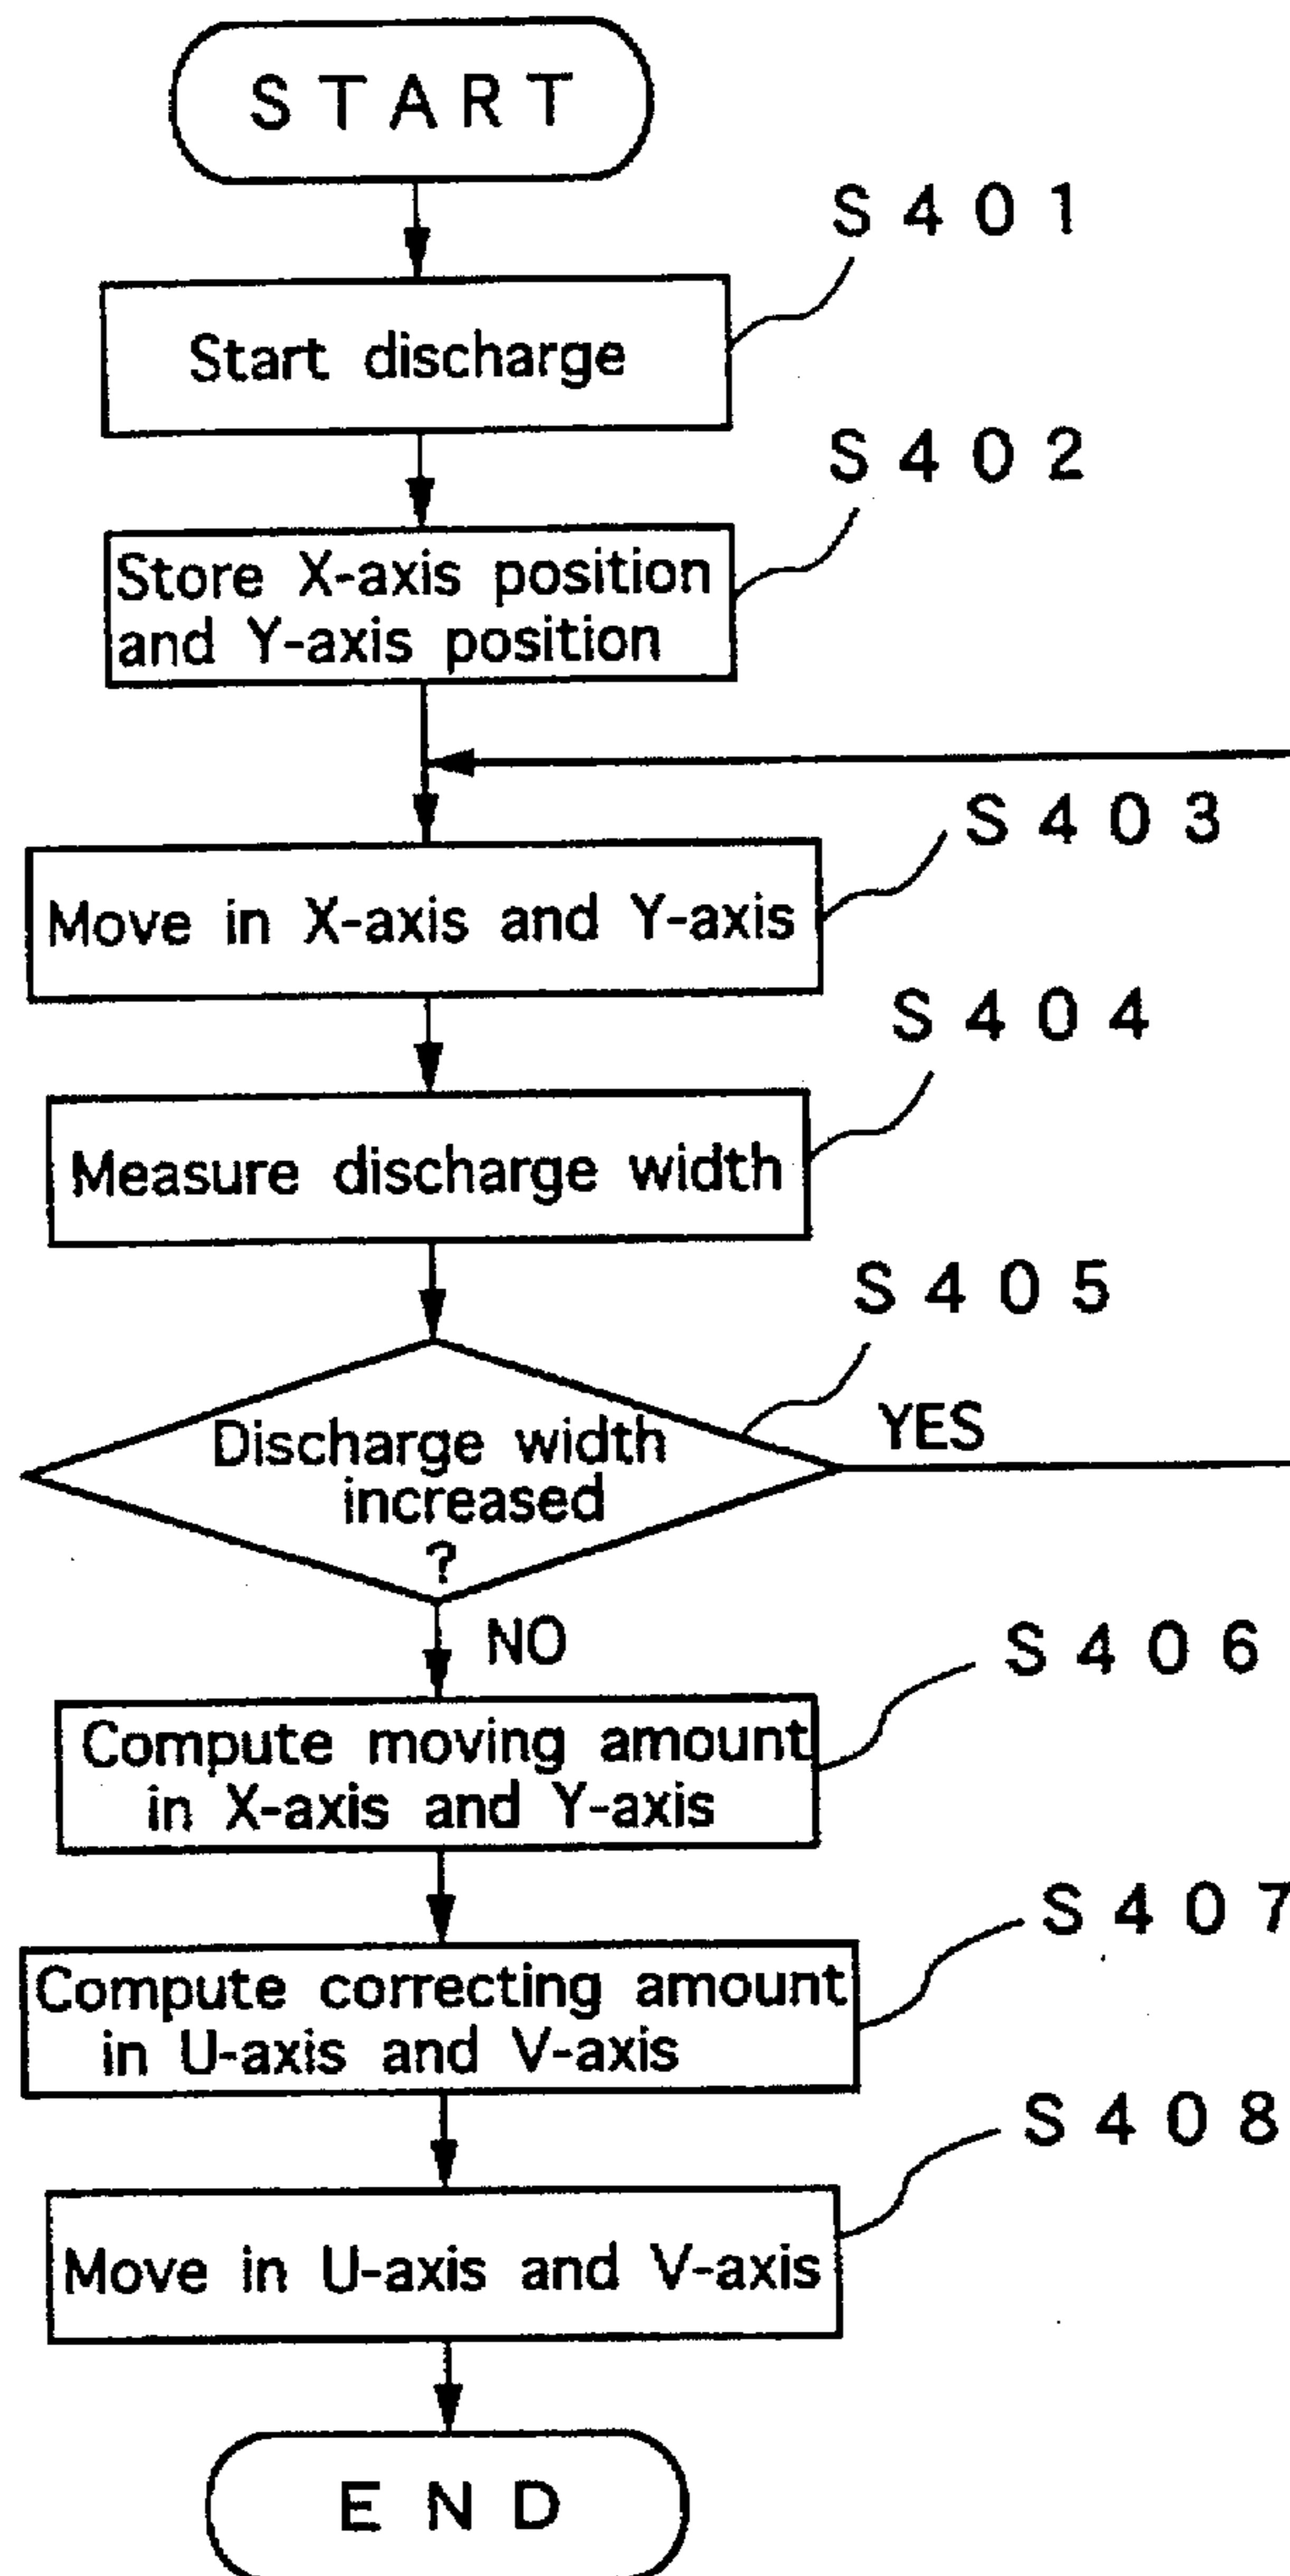 START
S401
Start discharge
S402
Store X-axis position
and Y-axis position
S403
Move in X-axis and Y-axis
S404
Measure discharge width
S405
Discharge width
increased
?
YES
NO
S406
Compute moving amount
in X-axis and Y-axis
S407
Compute correcting amount
in U-axis and V-axis
S408
Move in U-axis and V-axis
END